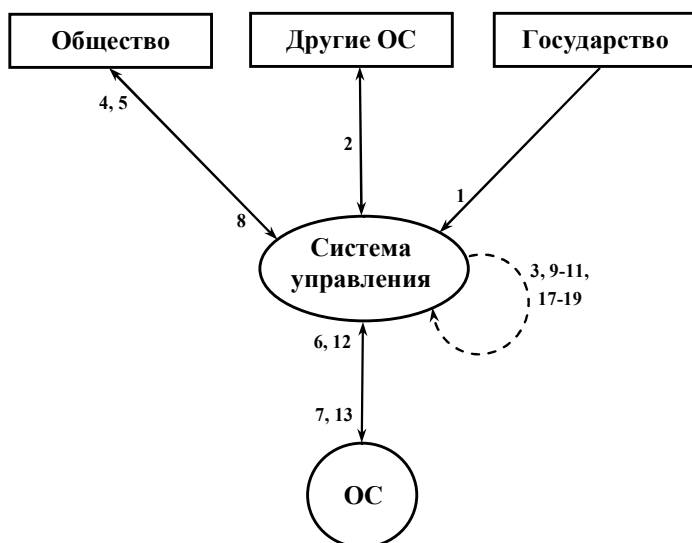 Общество
Другие ОС
Государство
4, 5
2
1
8
Система
управления
3, 9-11,
17-19
6, 12
7, 13
ОС